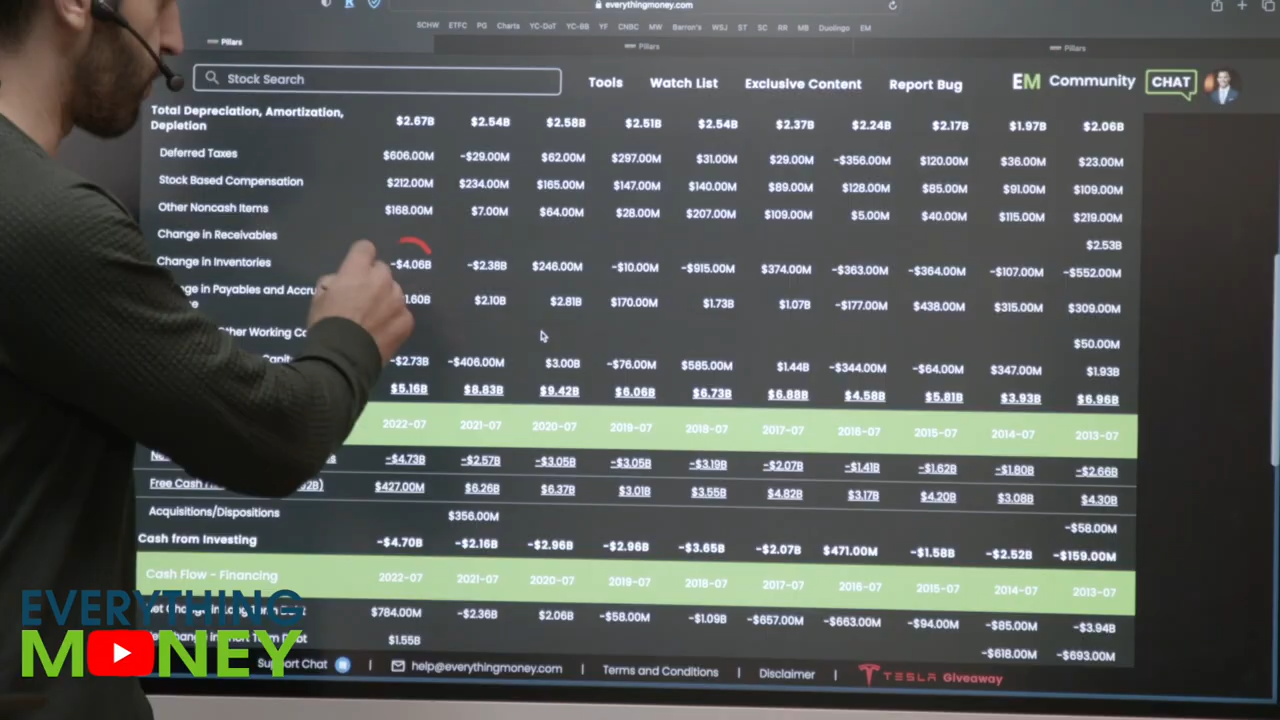 everythingmoney.com
SCHW ETFC PG Charts YC-DoT YC-BB YF CNBC MW Barron's WSJ ST SC RR MB Duolingo EM
Pillars Pillars Pillars
Stock Search Tools Watch List Exclusive Content Report Bug EM Community CHAT
Total Depreciation, Amortization,
Depletion $2.67B $2.54B $2.58B $2.51B $2.54B $2.37B $2.24B $2.17B $1.97B $2.06B
Deferred Taxes $606.00M -$29.00M $62.00M $297.00M $31.00M $29.00M -$356.00M $120.00M $36.00M $23.00M
Stock Based Compensation $212.00M $234.00M $165.00M $147.00M $140.00M $89.00M $128.00M $85.00M $91.00M $109.00M
Other Noncash Items $168.00M $7.00M $64.00M $28.00M $207.00M $109.00M $5.00M $40.00M $115.00M $219.00M
Change in Receivables $2.53B
Change in Inventories -$4.06B -$2.38B $246.00M -$10.00M -$915.00M $374.00M -$363.00M -$364.00M -$107.00M -$552.00M
in Payables and $2.10B $2.81B $170.00M $1.73B $1.07B -$177.00M $438.00M $315.00M $309.00M
Other Working $50.00M
-$2.73B -$406.00M $3.00B -$76.00M $585.00M $1.44B -$344.00M -$64.00M $347.00M $1.93B
$5.16B $8.83B $9.42B $6.06B $6.73B $6.88B $4.58B $5.81B $3.93B $6.96B
2022-07 2021-07 2020-07 2019-07 2018-07 2017-07 2016-07 2015-07 2014-07 2013-07
-$4.73B -$2.57B -$3.05B -$3.05B -$3.19B -$2.07B -$1.41B -$1.62B -$1.80B -$2.66B
Free Cash $427.00M $6.26B $6.37B $3.01B $3.55B $4.82B $3.17B $4.20B $3.08B $4.30B
Acquisitions/Dispositions $356.00M -$58.00M
Cash from Investing -$4.70B -$2.16B -$2.96B -$2.96B -$3.65B -$2.07B $471.00M -$1.58B -$2.52B -$159.00M
Cash Flow - Financing 2022-07 2021-07 2020-07 2019-07 2018-07 2017-07 2016-07 2015-07 2014-07 2013-07
$784.00M -$2.36B $2.06B -$58.00M -$1.09B -$657.00M -$663.00M -$94.00M -$85.00M -$3.94B
$1.55B -$618.00M -$693.00M
EVERYTHING
MONEY
Support Chat | help@everythingmoney.com | Terms and Conditions | Disclaimer | TESLA Giveaway